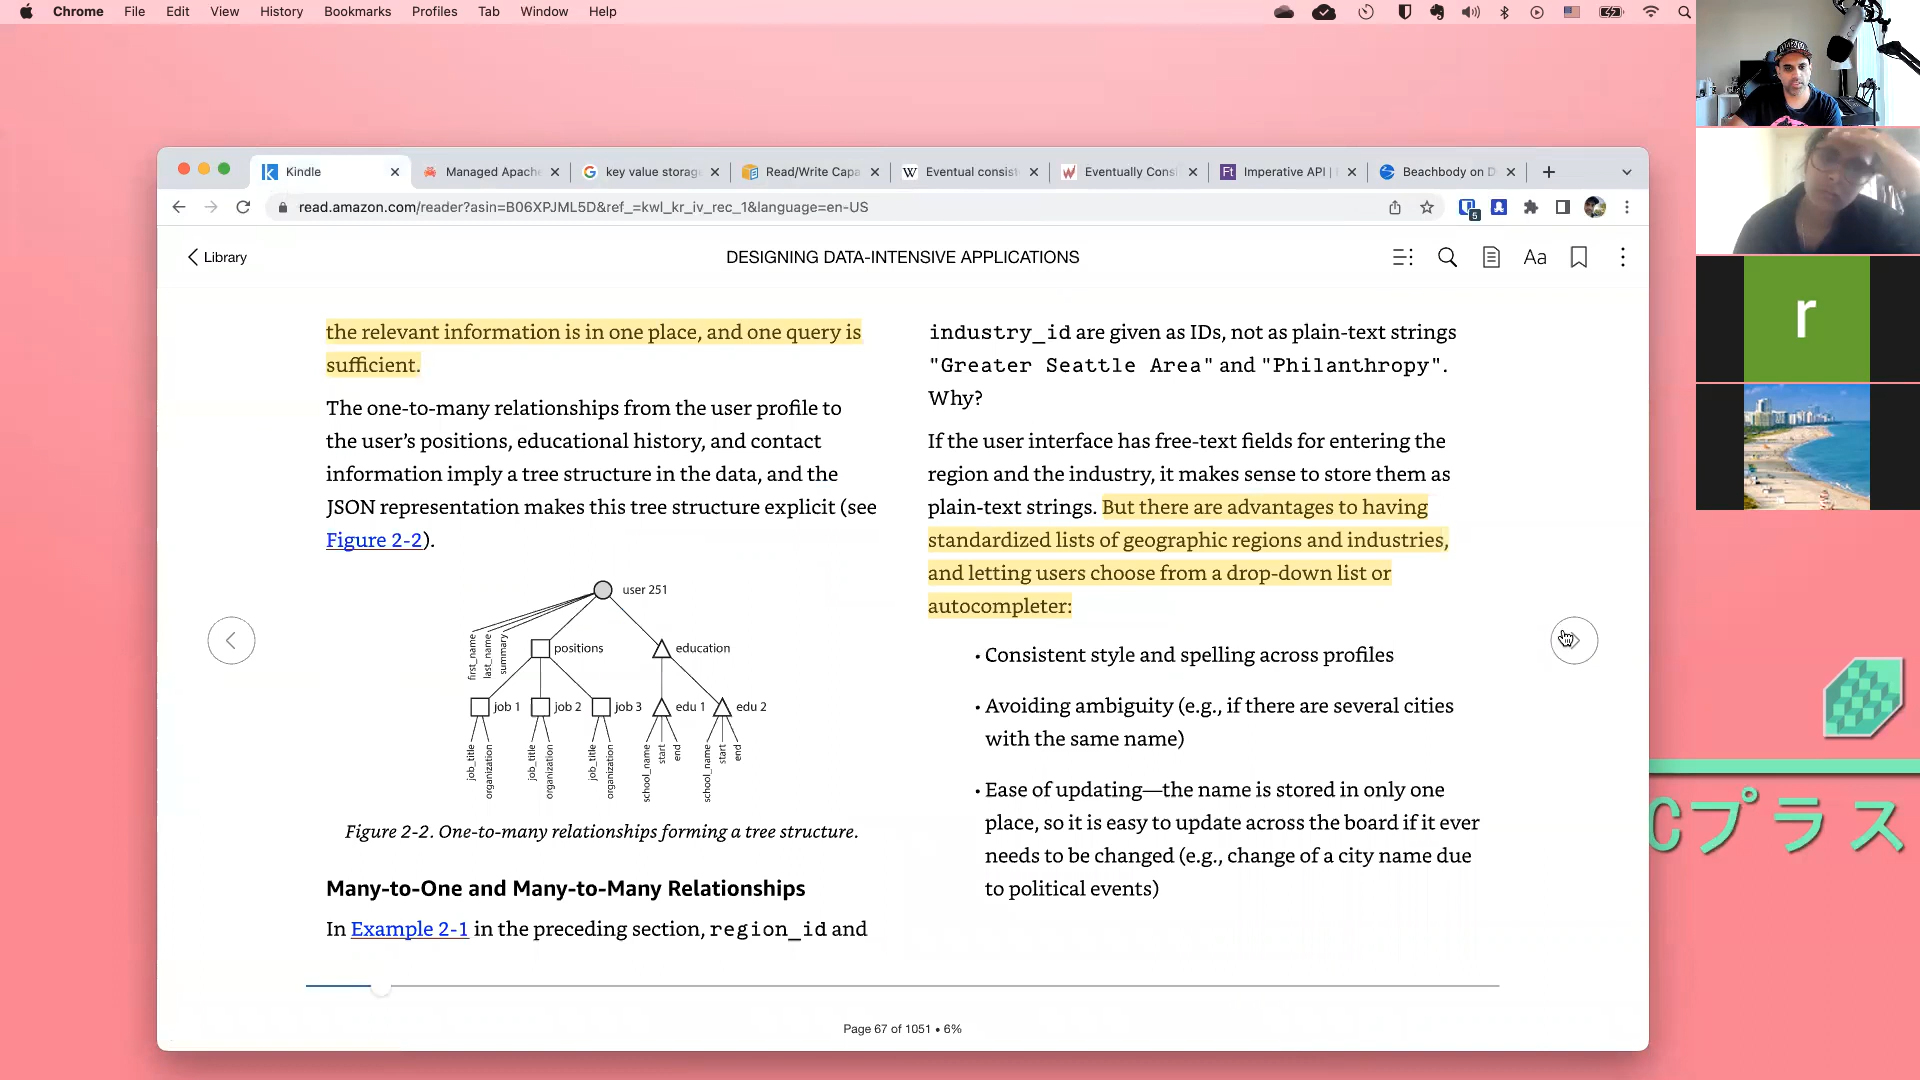 Chrome File Edit View History Bookmarks Profiles Tab Window Help
Kindle
Managed Apache
key value storag
Read/Write Capa
W Eventual consist
Eventually Consi
Ft Imperative API |
Beachbody on D
read.amazon.com/reader?asin=B06XPJML5D&ref_=kwl_kr_iv_rec_1&language=en-US
5
Library
DESIGNING DATA-INTENSIVE APPLICATIONS
Aa
the relevant information is in one place, and one query is
sufficient.
The one-to-many relationships from the user profile to
the user’s positions, educational history, and contact
information imply a tree structure in the data, and the
JSON representation makes this tree structure explicit (see
Figure 2-2).
user 251
first_name
last_name
summary
positions
education
job 1
job 2
job 3
edu 1
edu 2
job_title
organization
job_title
organization
job_title
organization
school_name
start
end
school_name
start
end
Figure 2-2. One-to-many relationships forming a tree structure.
Many-to-One and Many-to-Many Relationships
In Example 2-1 in the preceding section, region_id and
industry_id are given as IDs, not as plain-text strings
"Greater Seattle Area" and "Philanthropy".
Why?
If the user interface has free-text fields for entering the
region and the industry, it makes sense to store them as
plain-text strings. But there are advantages to having
standardized lists of geographic regions and industries,
and letting users choose from a drop-down list or
autocompleter:
• Consistent style and spelling across profiles
• Avoiding ambiguity (e.g., if there are several cities
with the same name)
• Ease of updating—the name is stored in only one
place, so it is easy to update across the board if it ever
needs to be changed (e.g., change of a city name due
to political events)
Page 67 of 1051 • 6%
r
Cプラス